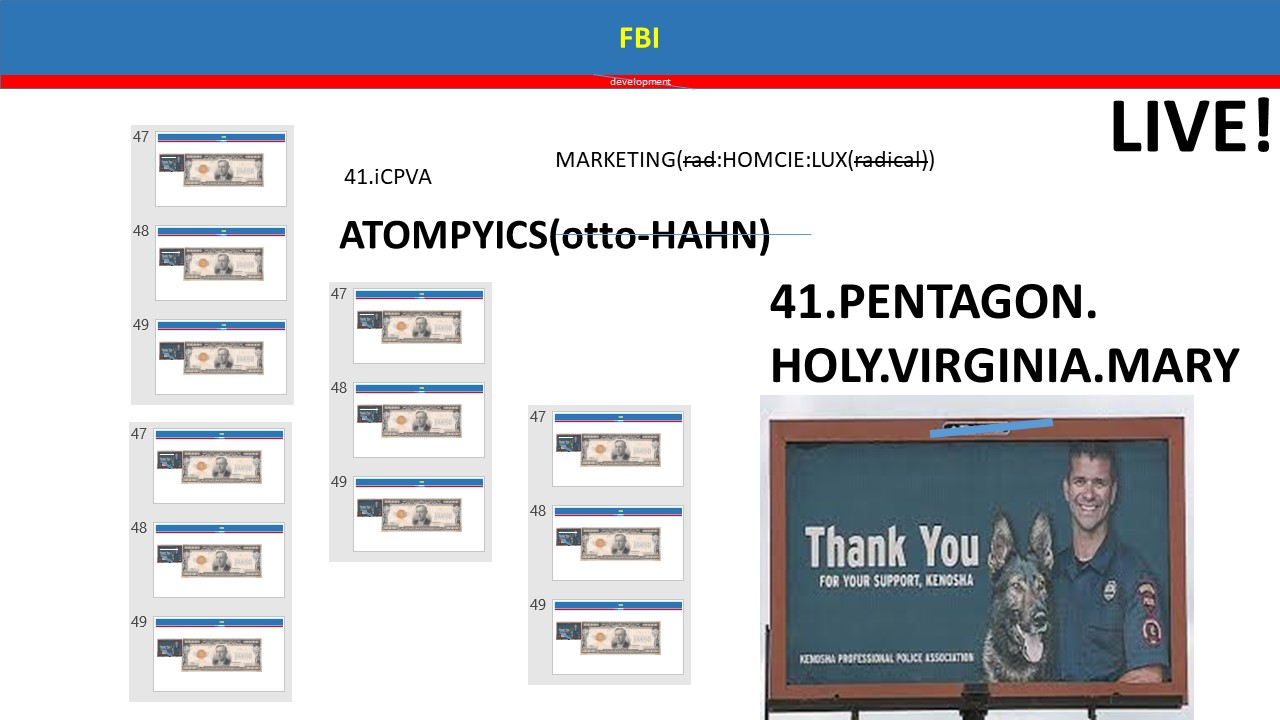 FBI
development
LIVE!
MARKETING(rad:HOMCIE:LUX(radical))
41.iCPVA
ATOMPYICS(otto-HAHN)
41.PENTAGON.
HOLY.VIRGINIA.MARY
47
48
49
47
48
49
47
48
49
47
48
49
Thank You
FOR YOUR SUPPORT, KENOSHA
KENOSHA PROFESSIONAL POLICE ASSOCIATION